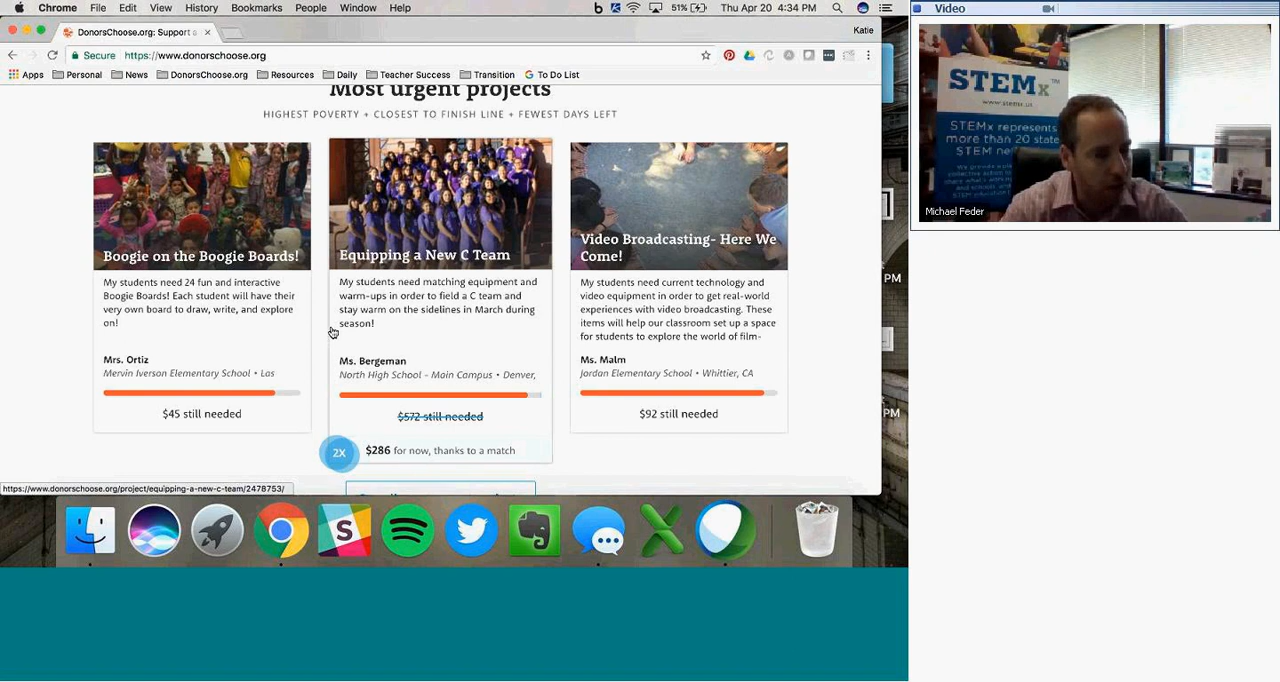 Chrome File Edit View History Bookmarks People Window Help
51% Thu Apr 20 4:34 PM
DonorsChoose.org: Support
Katie
Secure https://www.donorschoose.org
Apps Personal News DonorsChoose.org Resources Daily Teacher Success Transition To Do List
Most urgent projects
HIGHEST POVERTY + CLOSEST TO FINISH LINE + FEWEST DAYS LEFT
Boogie on the Boogie Boards!
My students need 24 fun and interactive
Boogie Boards! Each student will have their
very own board to draw, write, and explore
on!
Mrs. Ortiz
Mervin Iverson Elementary School • Las
$45 still needed
Equipping a New C Team
My students need matching equipment and
warm-ups in order to field a C team and
stay warm on the sidelines in March during
season!
Ms. Bergeman
North High School - Main Campus • Denver,
$572 still needed
2X $286 for now, thanks to a match
Video Broadcasting- Here We
Come!
My students need current technology and
video equipment in order to get real-world
experiences with video broadcasting. These
items will help our classroom set up a space
for students to explore the world of film-
Ms. Malm
Jordan Elementary School • Whittier, CA
$92 still needed
https://www.donorschoose.org/project/equipping-a-new-c-team/2478753/
PM
PM
Video
STEMx™
www.stemx.us
STEMx represents
more than 20 state
STEM
Michael Feder